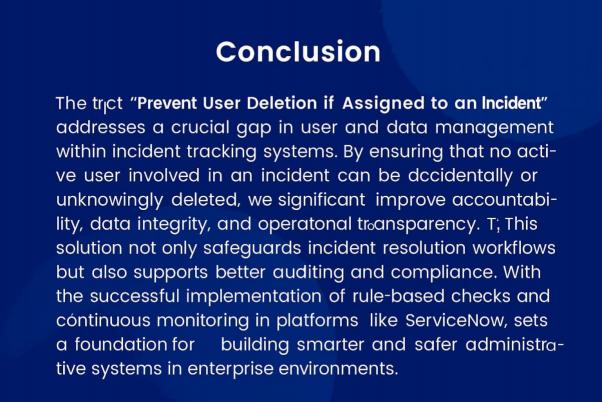 Conclusion
The trịct “Prevent User Deletion if Assigned to an Incident”
addresses a crucial gap in user and data management
within incident tracking systems. By ensuring that no acti-
ve user involved in an incident can be dccidentally or
unknowingly deleted, we significant improve accountabi-
lity, data integrity, and operatonal troansparency. T; This
solution not only safeguards incident resolution workflows
but also supports better auditing and compliance. With
the successful implementation of rule-based checks and
cóntinuous monitoring in platforms like ServiceNow, sets
a foundation for building smarter and safer administra-
tive systems in enterprise environments.